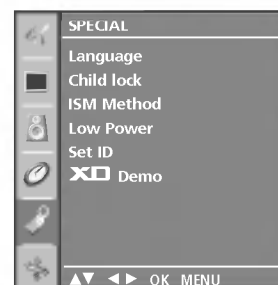 SPECIAL
Language
Child lock
ISM Method
Low Power
Set ID
XD Demo
▲▼ ◀▶ OK MENU